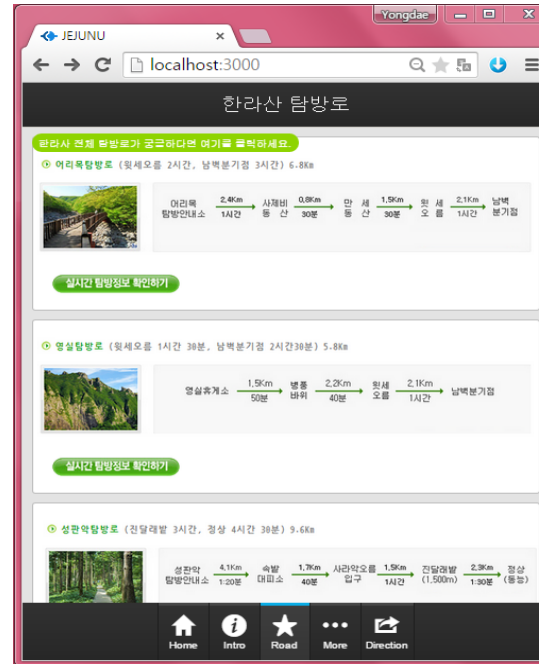 Yongdae
JEJUNU
localhost:3000
한라산 탐방로
한라사 전체 탐방로가 궁금하다면 여기를 클릭하세요.
어리목탐방로 (윗세오름 2시간, 남벽분기점 3시간) 6.8Km
어리목 탐방안내소 2.4Km 1시간 사제비 동산 0.8Km 30분 만세 동산 1.5Km 30분 윗세 오름 2.1Km 1시간 남벽 분기점
실시간 탐방정보 확인하기
영실탐방로 (윗세오름 1시간 30분, 남벽분기점 2시간30분) 5.8Km
영실휴게소 1.5Km 50분 병풍 바위 2.2Km 40분 윗세 오름 2.1Km 1시간 남벽분기점
실시간 탐방정보 확인하기
성판악탐방로 (진달래밭 3시간, 정상 4시간 30분) 9.6Km
성판악 탐방안내소 4.1Km 1:20분 속밭 대피소 1.7Km 40분 사라악오름 입구 1.5Km 1시간 진달래밭 (1,500m) 2.3Km 1:30분 정상 (동능)
Home Intro Road More Direction